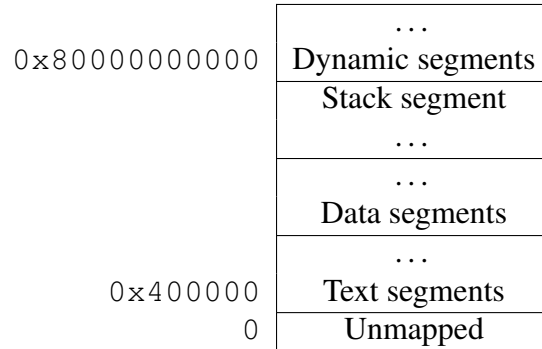 . . .
0x80000000000 Dynamic segments
Stack segment
. . .
. . .
Data segments
. . .
0x400000 Text segments
0 Unmapped